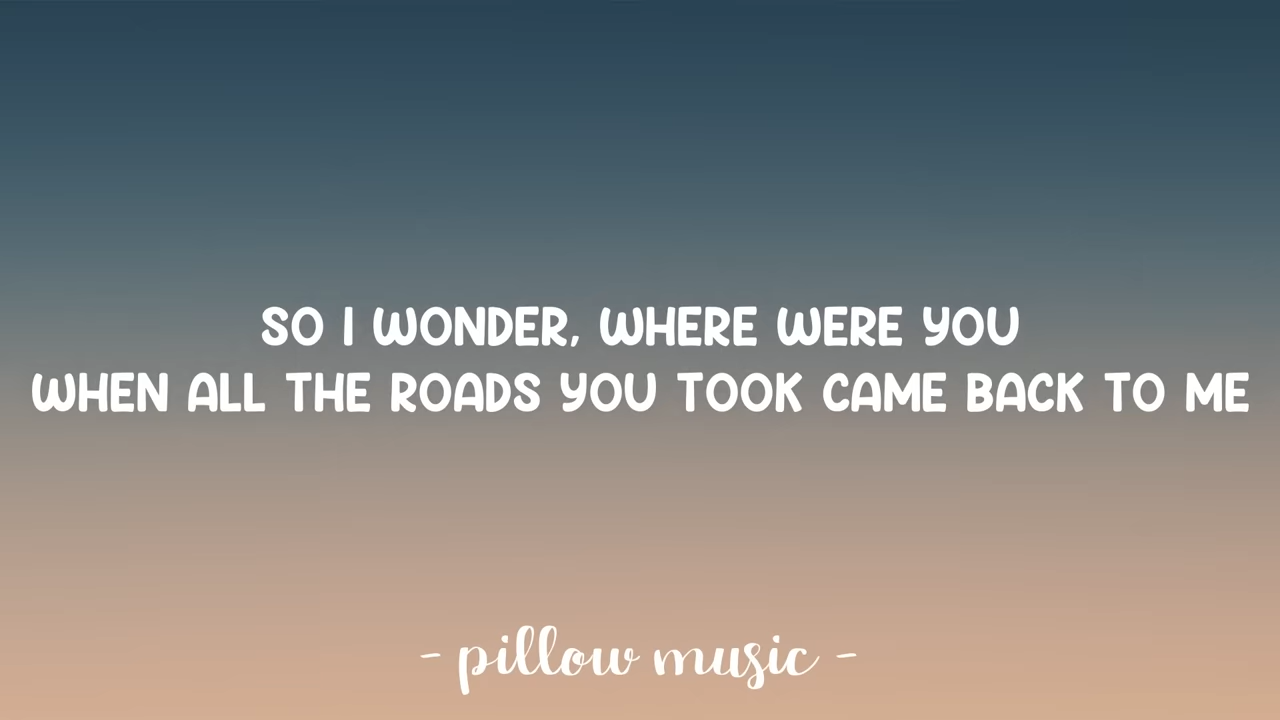 SO I WONDER, WHERE WERE YOU
WHEN ALL THE ROADS YOU TOOK CAME BACK TO ME
- pillow music -